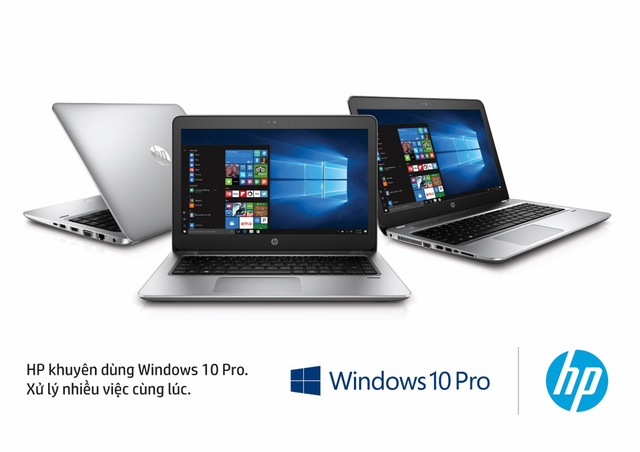 HP khuyên dùng Windows 10 Pro.
Xử lý nhiều việc cùng lúc.
Windows 10 Pro
hp